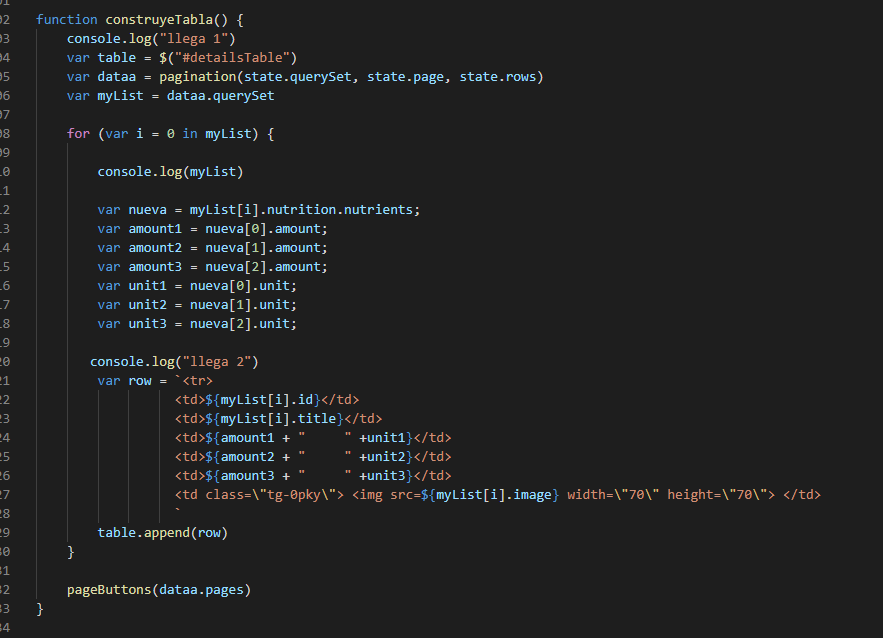 02 function construyeTabla() {
03     console.log("llega 1")
04     var table = $("#detailsTable")
05     var dataa = pagination(state.querySet, state.page, state.rows)
06     var myList = dataa.querySet
07
08     for (var i = 0 in myList) {
09
10         console.log(myList)
11
12         var nueva = myList[i].nutrition.nutrients;
13         var amount1 = nueva[0].amount;
14         var amount2 = nueva[1].amount;
15         var amount3 = nueva[2].amount;
16         var unit1 = nueva[0].unit;
17         var unit2 = nueva[1].unit;
18         var unit3 = nueva[2].unit;
19
20        console.log("llega 2")
21         var row = `<tr>
22                   <td>${myList[i].id}</td>
23                   <td>${myList[i].title}</td>
24                   <td>${amount1 + "     " +unit1}</td>
25                   <td>${amount2 + "     " +unit2}</td>
26                   <td>${amount3 + "     " +unit3}</td>
27                   <td class=\"tg-0pky\"> <img src=${myList[i].image} width=\"70\" height=\"70\"> </td>
28                   `
29         table.append(row)
30     }
31
32     pageButtons(dataa.pages)
33 }
34